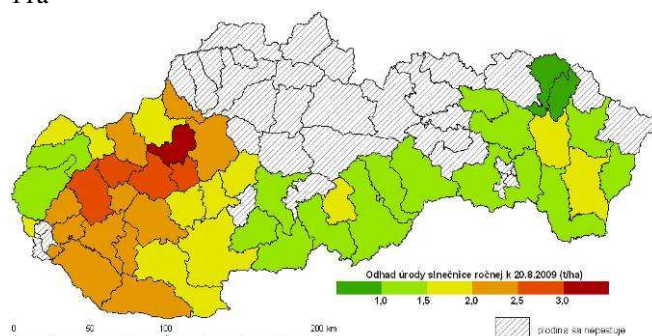 Odhad úrody slnečnice ročnej k 20.8.2009 (t/ha)
1,0 1,5 2,0 2,5 3,0
0 50 100 200 km
plodina sa nepestuje